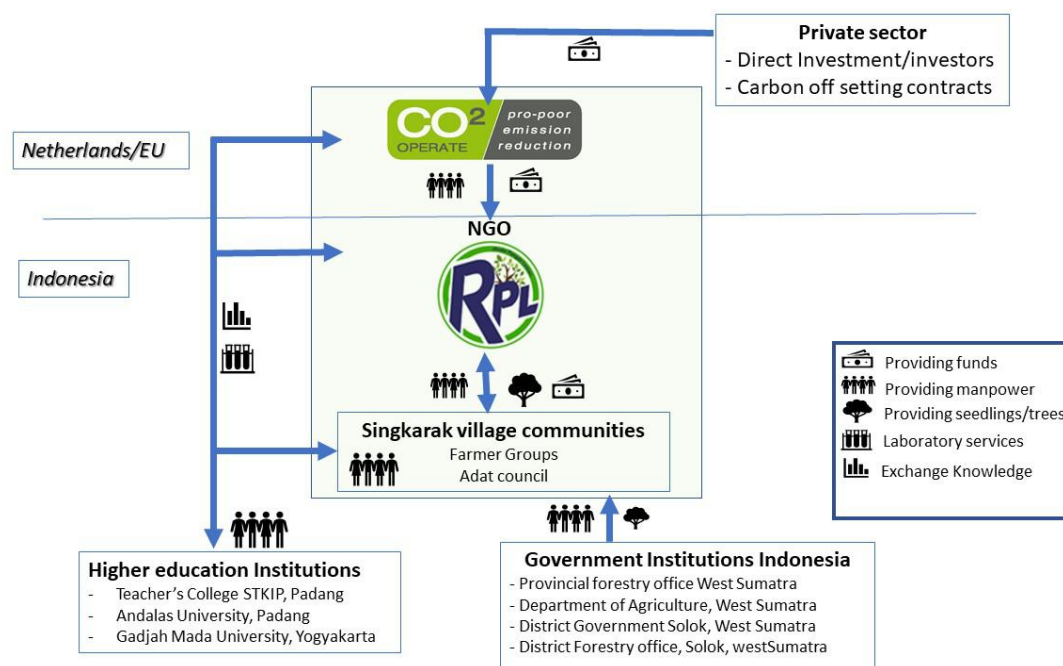 Private sector
- Direct Investment/investors
- Carbon off setting contracts
CO2
OPERATE
pro-poor
emission
reduction
Netherlands/EU
NGO
Indonesia
RPL
Singkarak village communities
Farmer Groups
Adat council
Providing funds
Providing manpower
Providing seedlings/trees
Laboratory services
Exchange Knowledge
Higher education Institutions
- Teacher's College STKIP, Padang
- Andalas University, Padang
- Gadjah Mada University, Yogyakarta
Government Institutions Indonesia
- Provincial forestry office West Sumatra
- Department of Agriculture, West Sumatra
- District Government Solok, West Sumatra
- District Forestry office, Solok, westSumatra